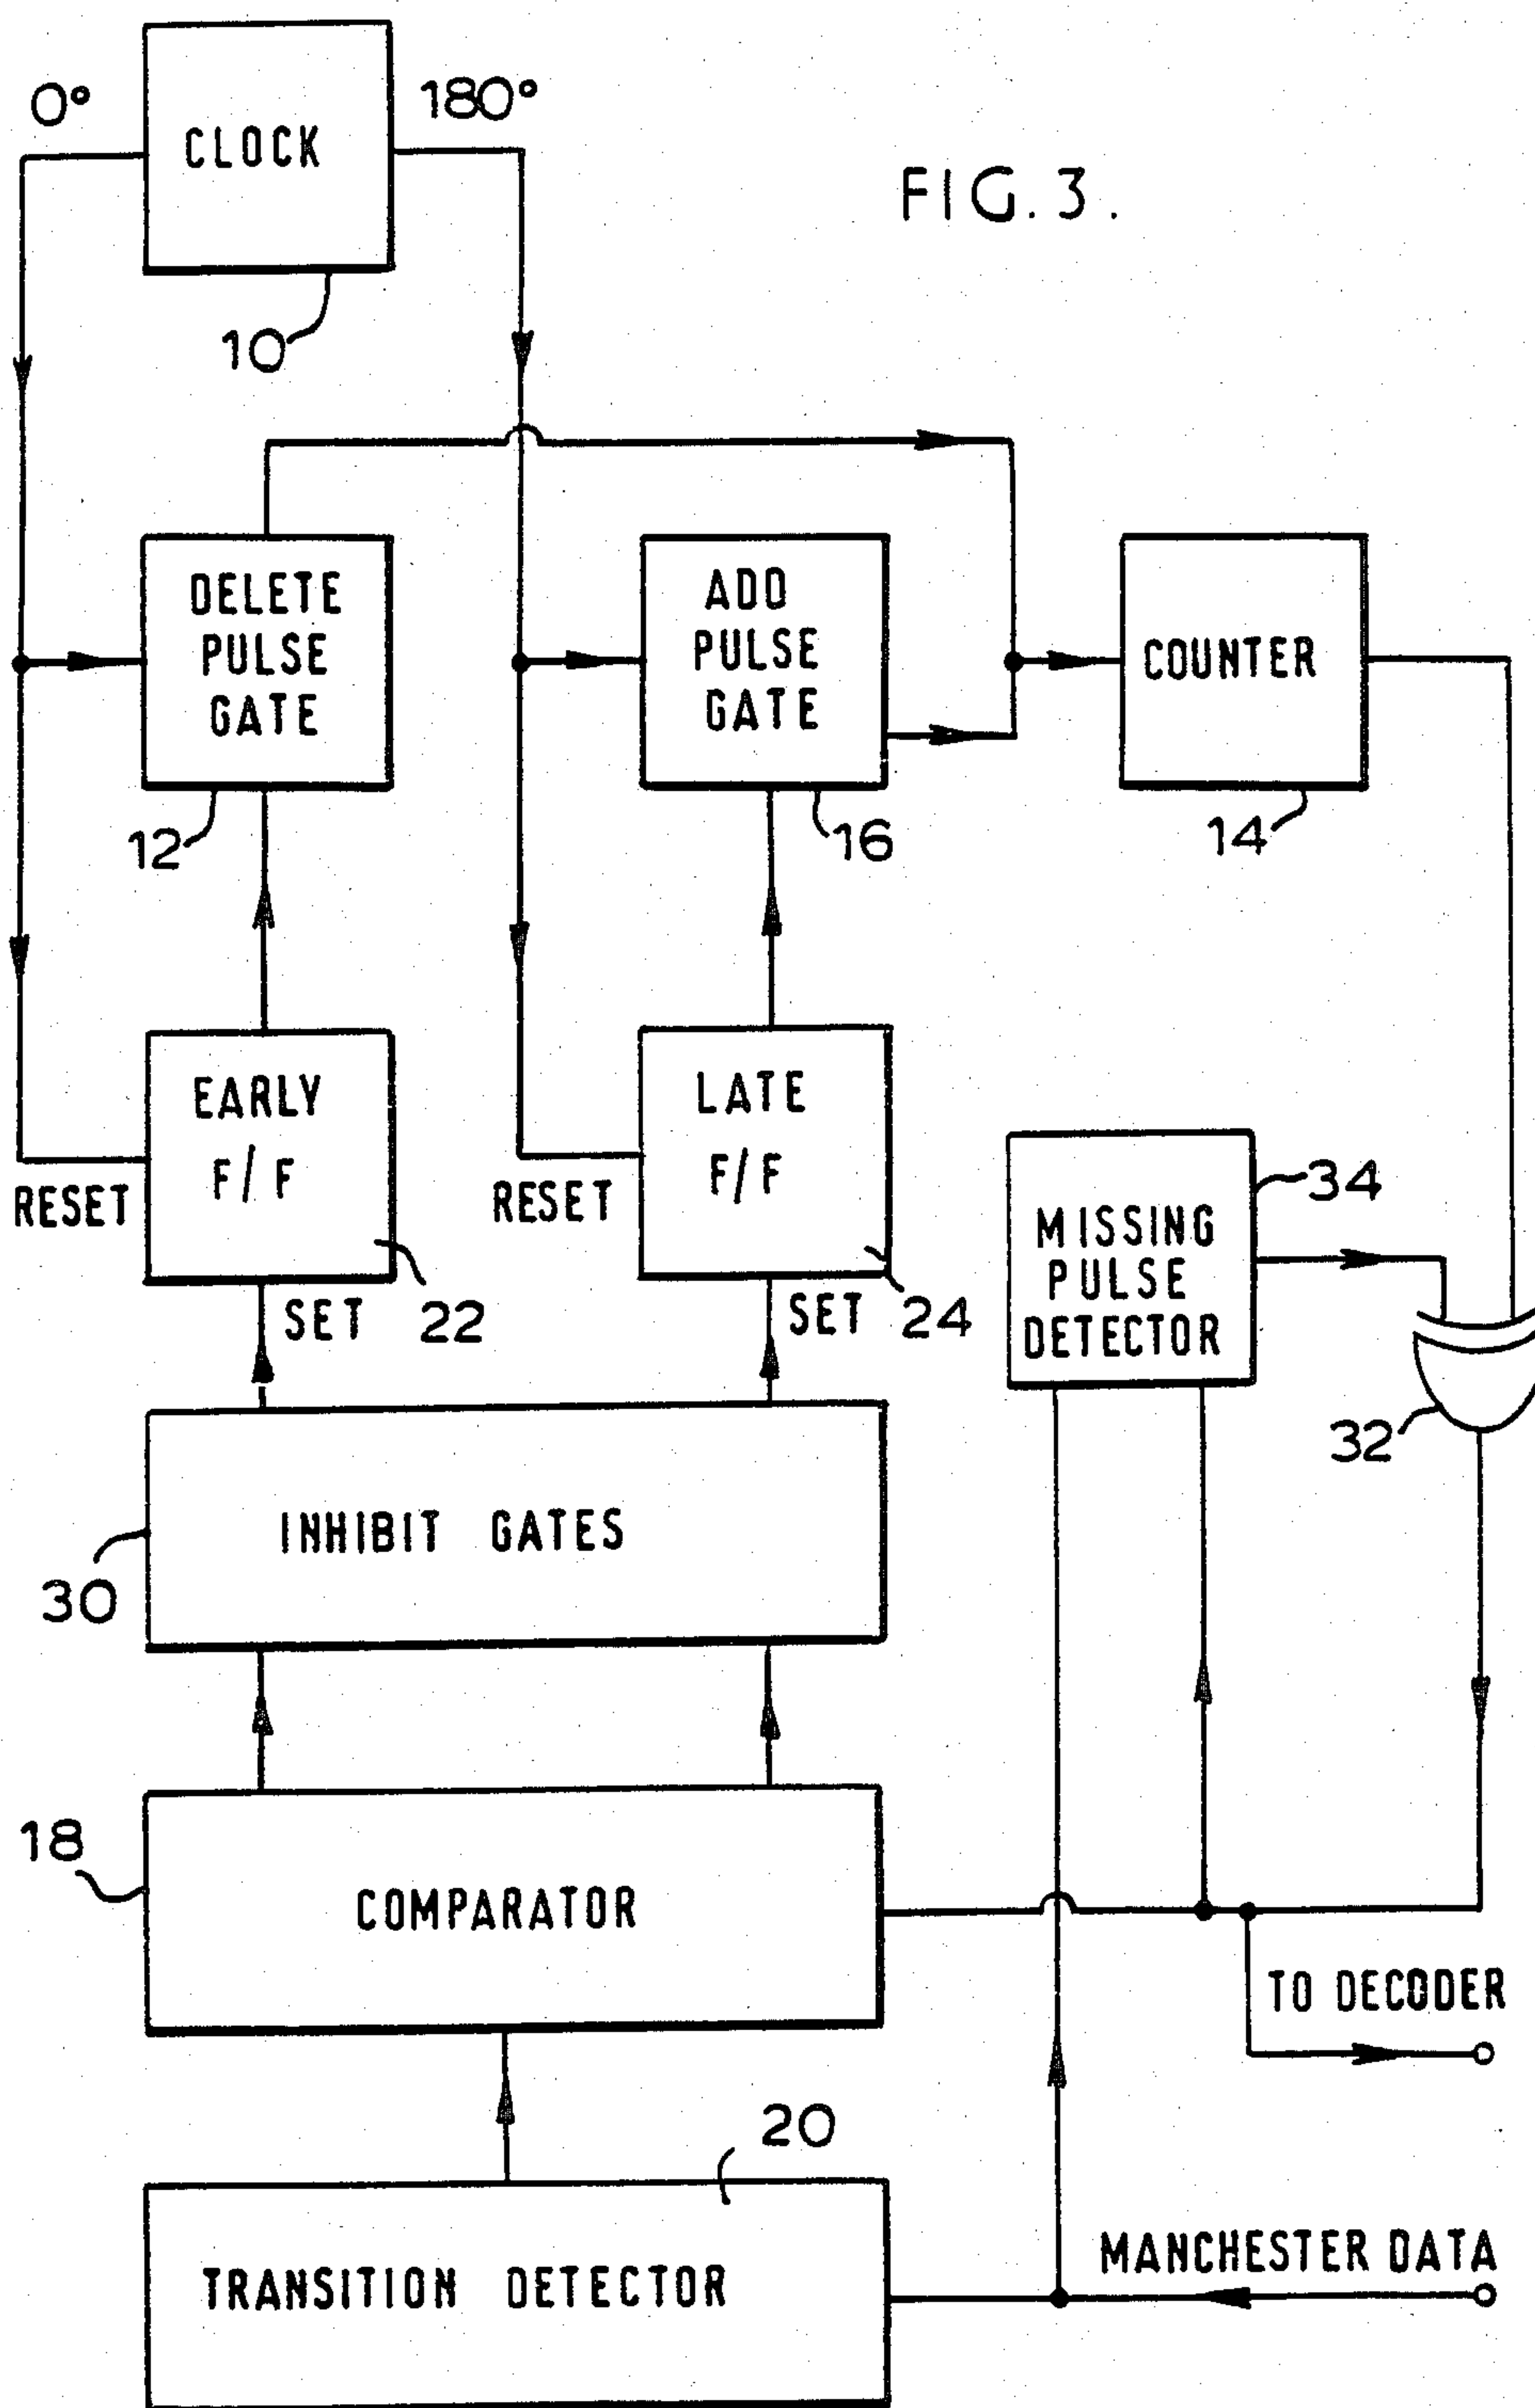 0°
CLOCK
180°
FIG. 3.
10
DELETE
PULSE
GATE
ADD
PULSE
GATE
COUNTER
12
16
14
EARLY
F/F
LATE
F/F
RESET
RESET
34
MISSING
PULSE
DETECTOR
SET
22
SET
24
32
INHIBIT GATES
30
18
COMPARATOR
TO DECODER
20
MANCHESTER DATA
TRANSITION DETECTOR